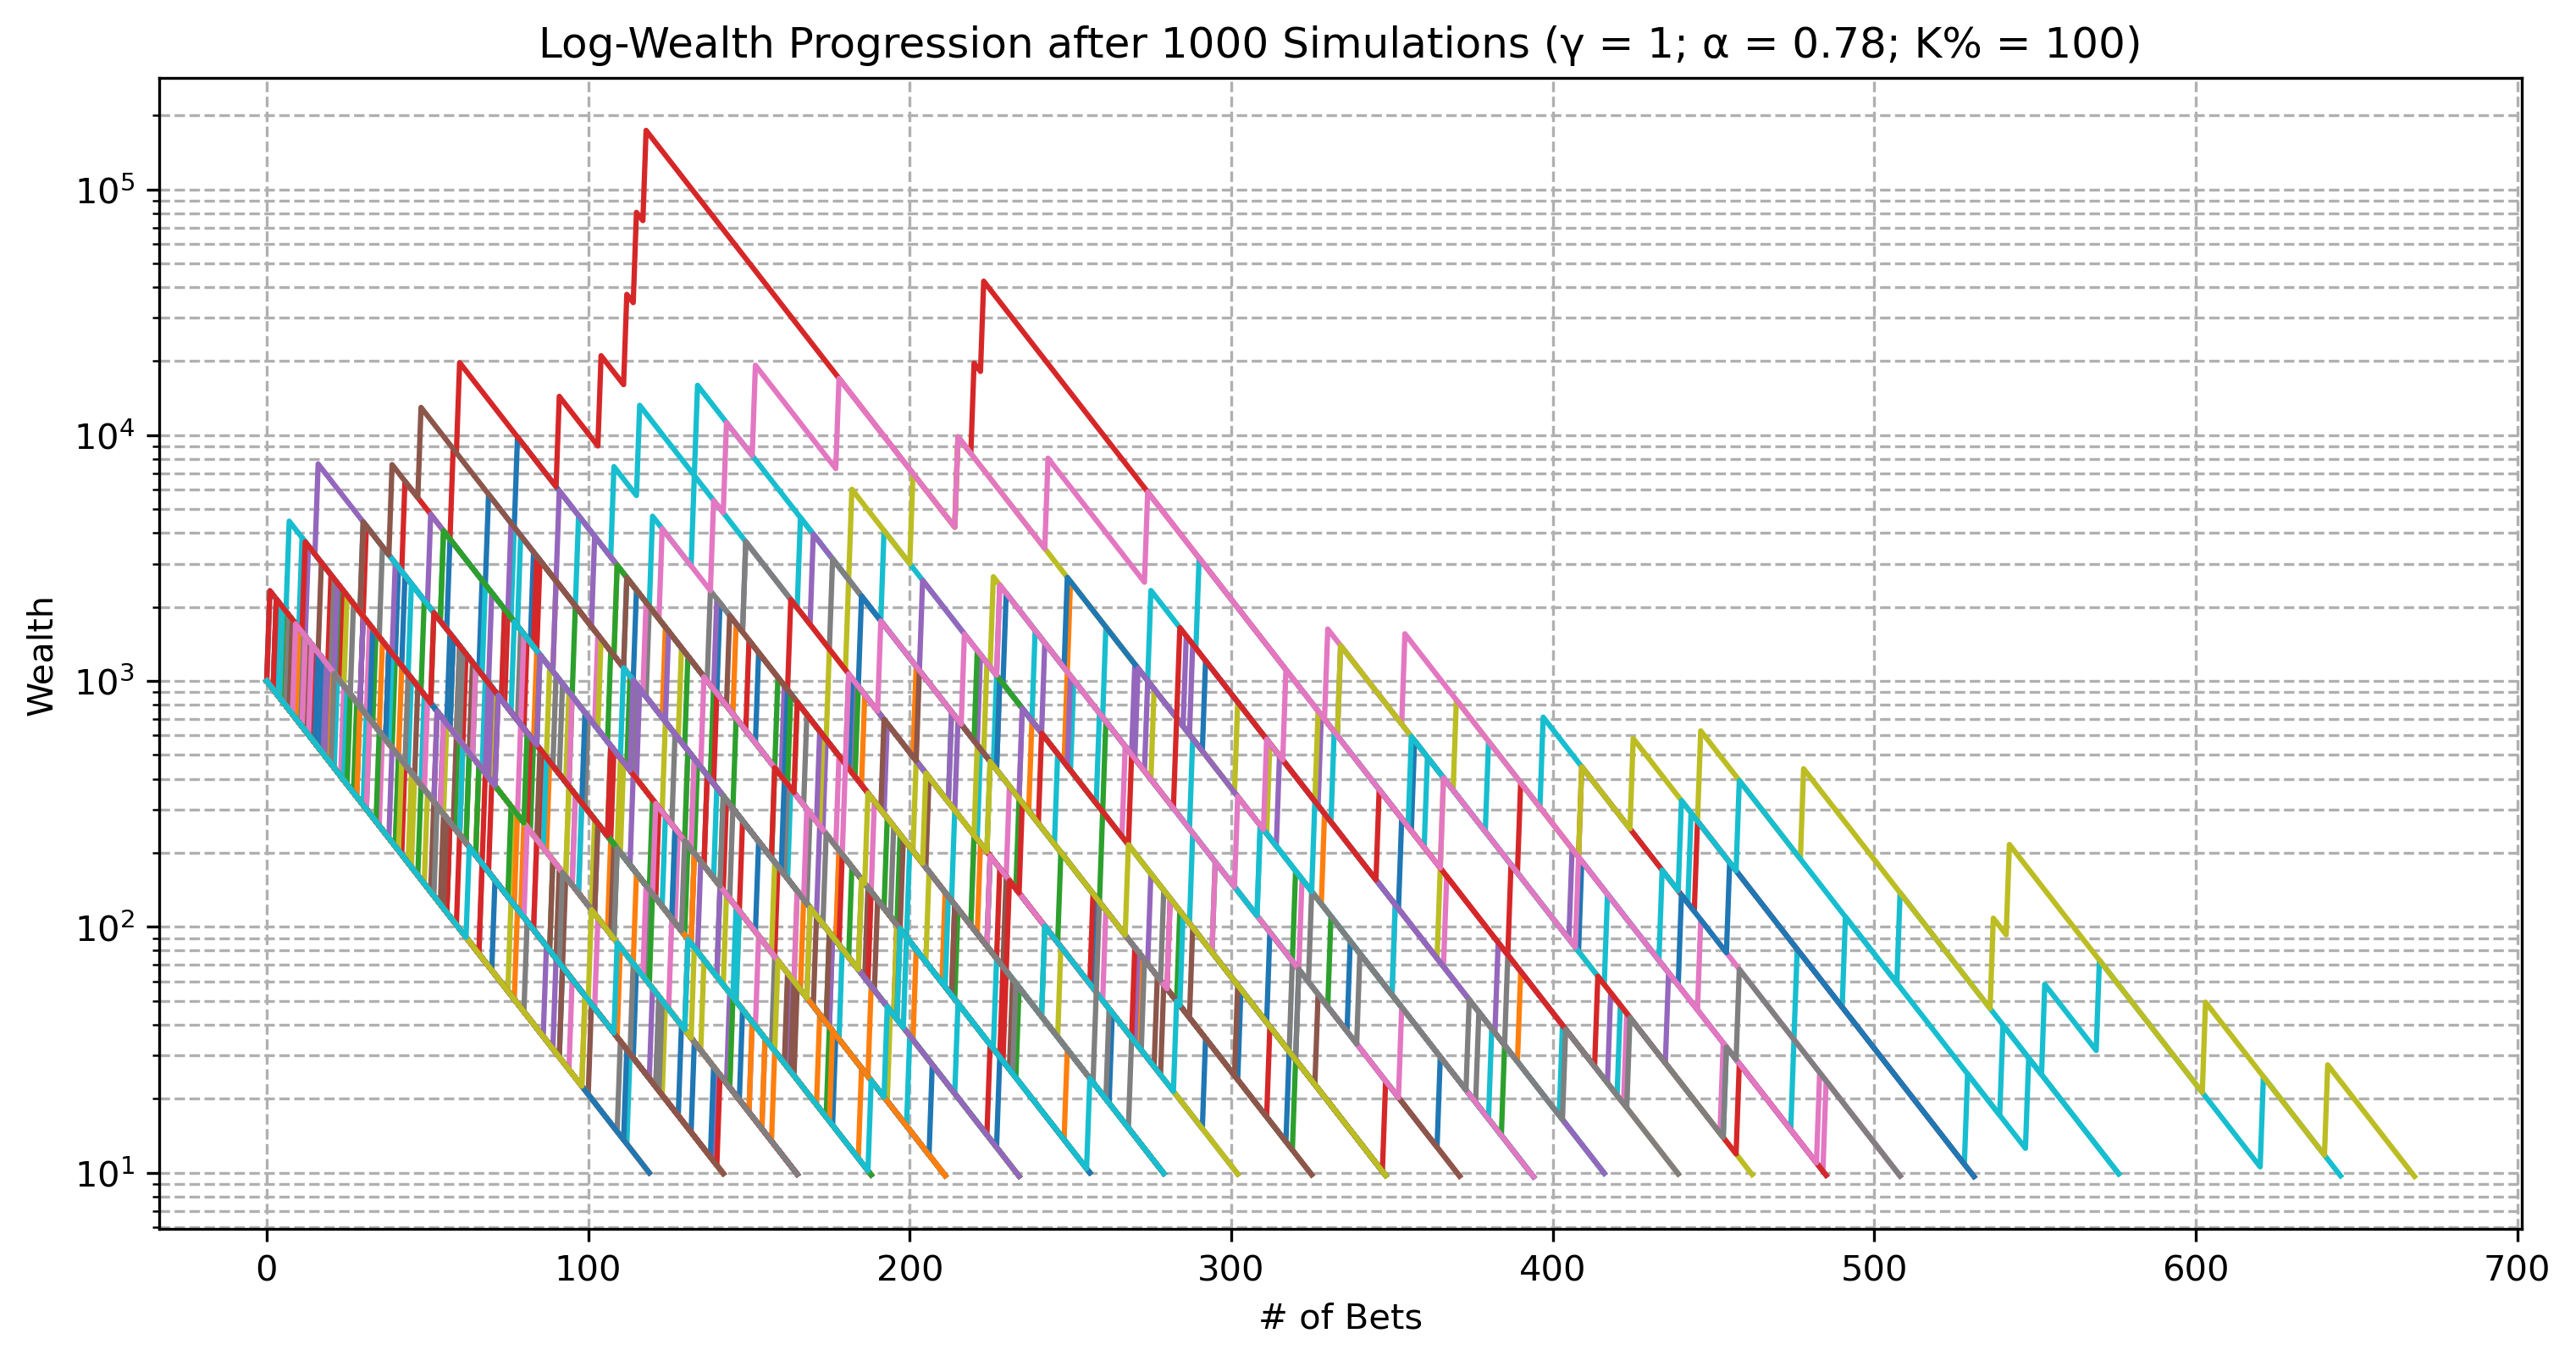 Log-Wealth Progression after 1000 Simulations (γ = 1; α = 0.78; K% = 100)
Wealth
10⁵
10⁴
10³
10²
10¹
0 100 200 300 400 500 600 700
# of Bets